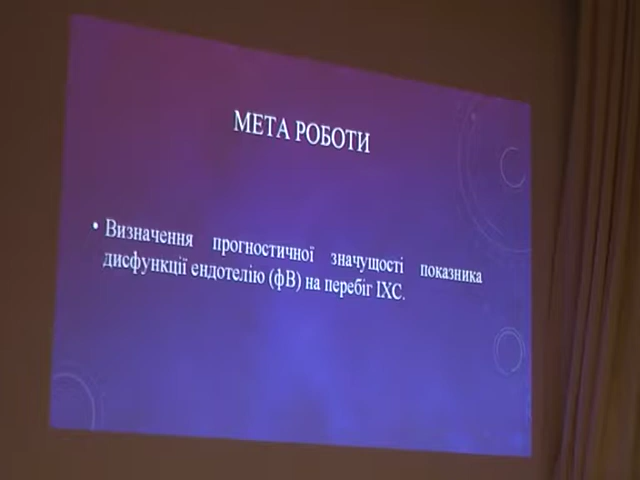 МЕТА РОБОТИ
• Визначення прогностичної значущості показника
дисфункції ендотелію (фВ) на перебіг ІХС.